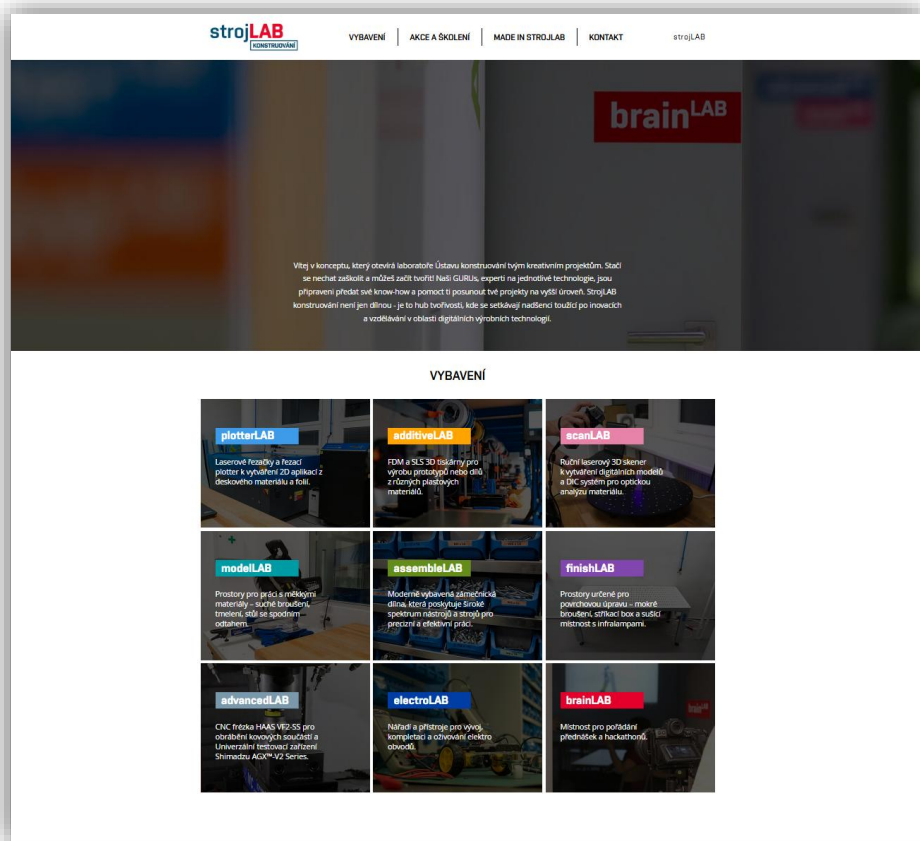 strojLAB
KONSTRUOVÁNÍ
VYBAVENÍ
AKCE A ŠKOLENÍ
MADE IN STROJLAB
KONTAKT
strojLAB
brainLAB
Vítej v konceptu, který otevírá laboratoře Ústavu konstruování tvým kreativním projektům. Stačí
se nechat zaškolit a můžeš začít tvořit! Naši GURUs, experti na jednotlivé technologie, jsou
připraveni předat své know-how a pomoct ti posunout tvé projekty na vyšší úroveň. StrojLAB
konstruování není jen dílnou - je to hub tvořivosti, kde se setkávají nadšenci toužící po inovacích
a vzdělávání v oblasti digitálních výrobních technologií.
VYBAVENÍ
plotterLAB
Laserové řezačky a řezací
plotter k vytváření 2D aplikací z
deskového materiálu a folií.
additiveLAB
FDM a SLS 3D tiskárny pro
výrobu prototypů nebo dílů
z různých plastových
materiálů.
scanLAB
Ruční laserový 3D skener
k vytváření digitálních modelů
a DIC systém pro optickou
analýzu materiálu.
modelLAB
Prostory pro práci s měkkými
materiály – suché broušení,
tmelení, stůl se spodním
odtahem.
assembleLAB
Moderně vybavená zámečnická
dílna, která poskytuje široké
spektrum nástrojů a strojů pro
precizní a efektivní práci.
finishLAB
Prostory určené pro
povrchovou úpravu – mokré
broušení, stříkací box a sušící
místnost s infralampami.
advancedLAB
CNC frézka HAAS VF2-SS pro
obrábění kovových součástí a
Univerzální testovací zařízení
Shimadzu AGX™-V2 Series.
electroLAB
Nářadí a přístroje pro vývoj,
kompletaci a oživování elektro
obvodů.
brainLAB
Místnost pro pořádání
přednášek a hackathonů.